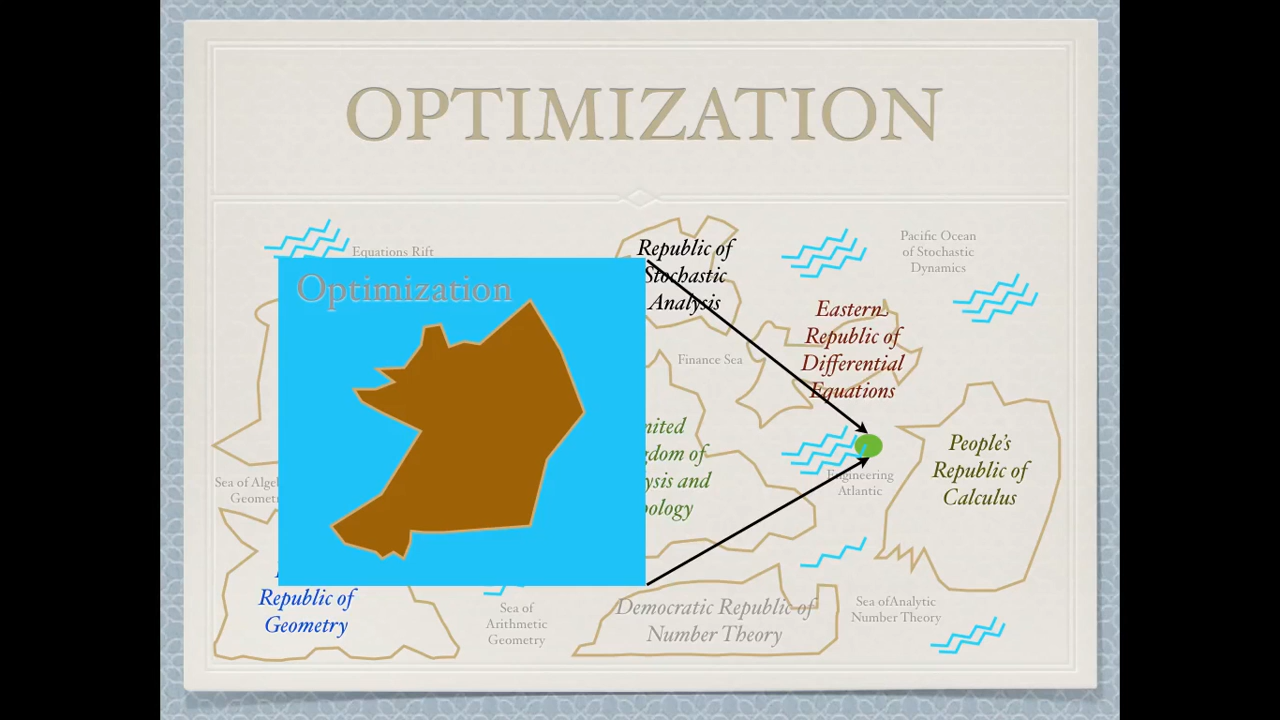 OPTIMIZATION
Equations Rift
Optimization
Republic of
Stochastic
Analysis
Pacific Ocean
of Stochastic
Dynamics
Finance Sea
Eastern
Republic of
Differential
Equations
People's
Republic of
Calculus
Engineering
Atlantic
Sea of
Republic of
Geometry
Sea of
Arithmetic
Geometry
Democratic Republic of
Number Theory
Sea ofAnalytic
Number Theory